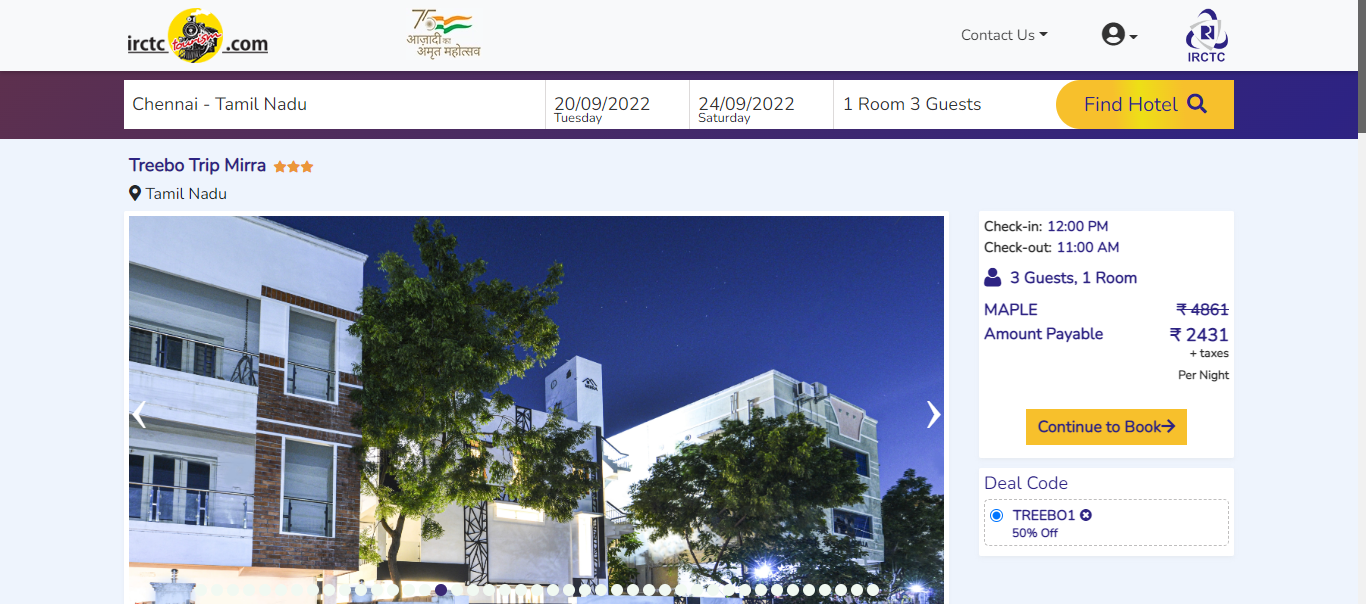 irctc tourism .com
75
आज़ादी का
अमृत महोत्सव
Contact Us
IRCTC
Chennai - Tamil Nadu
20/09/2022
Tuesday
24/09/2022
Saturday
1 Room 3 Guests
Find Hotel
Treebo Trip Mirra
Tamil Nadu
Check-in: 12:00 PM
Check-out: 11:00 AM
3 Guests, 1 Room
MAPLE ₹ 4861
Amount Payable ₹ 2431
+ taxes
Per Night
Continue to Book
Deal Code
TREEBO1
50% Off